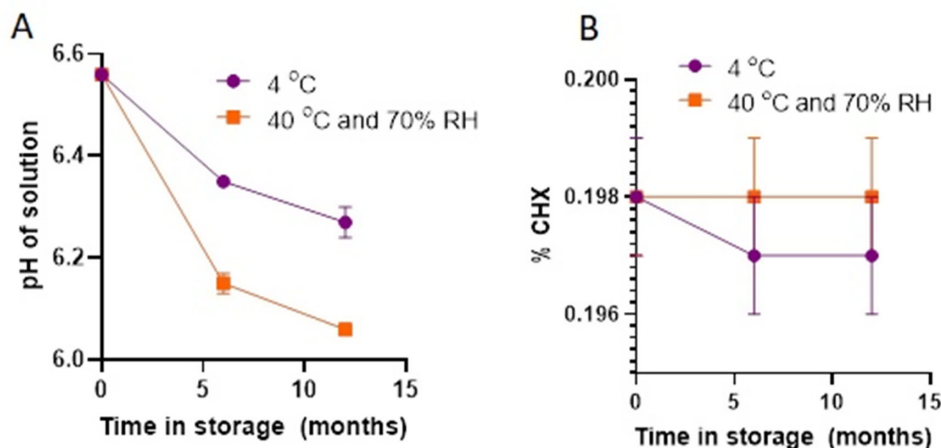 A
6.6
6.4
6.2
6.0
pH of solution
4 °C
40 °C and 70% RH
0
5
10
15
Time in storage (months)
B
0.200
0.198
0.196
% CHX
4 °C
40 °C and 70% RH
0
5
10
15
Time in storage (months)